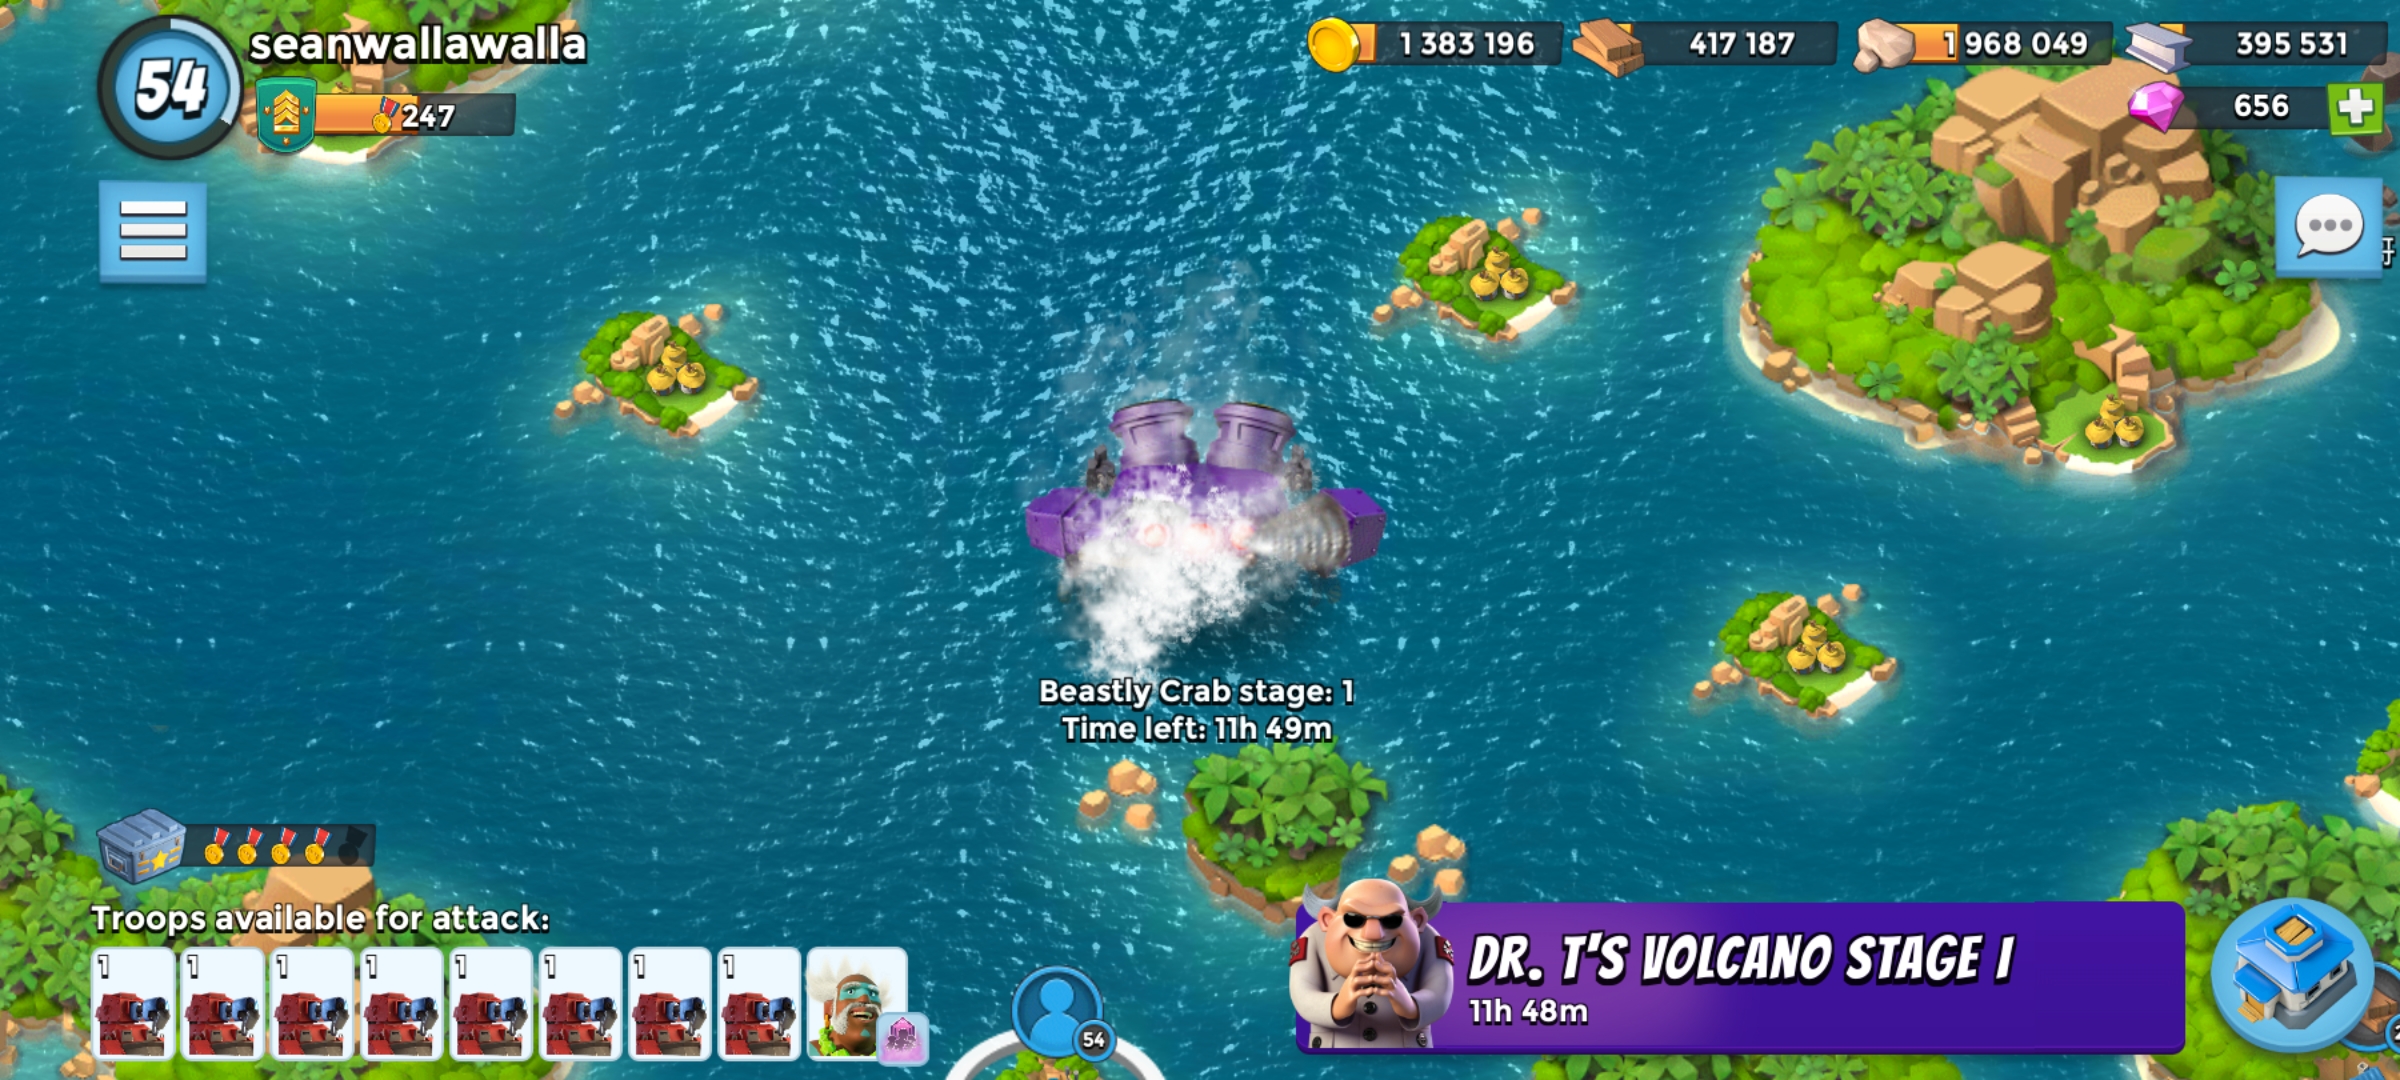 54
seanwallawalla
247
1 383 196
417 187
1 968 049
395 531
656
Beastly Crab stage: 1
Time left: 11h 49m
Troops available for attack:
1
1
1
1
1
1
1
1
54
DR. T'S VOLCANO STAGE I
11h 48m